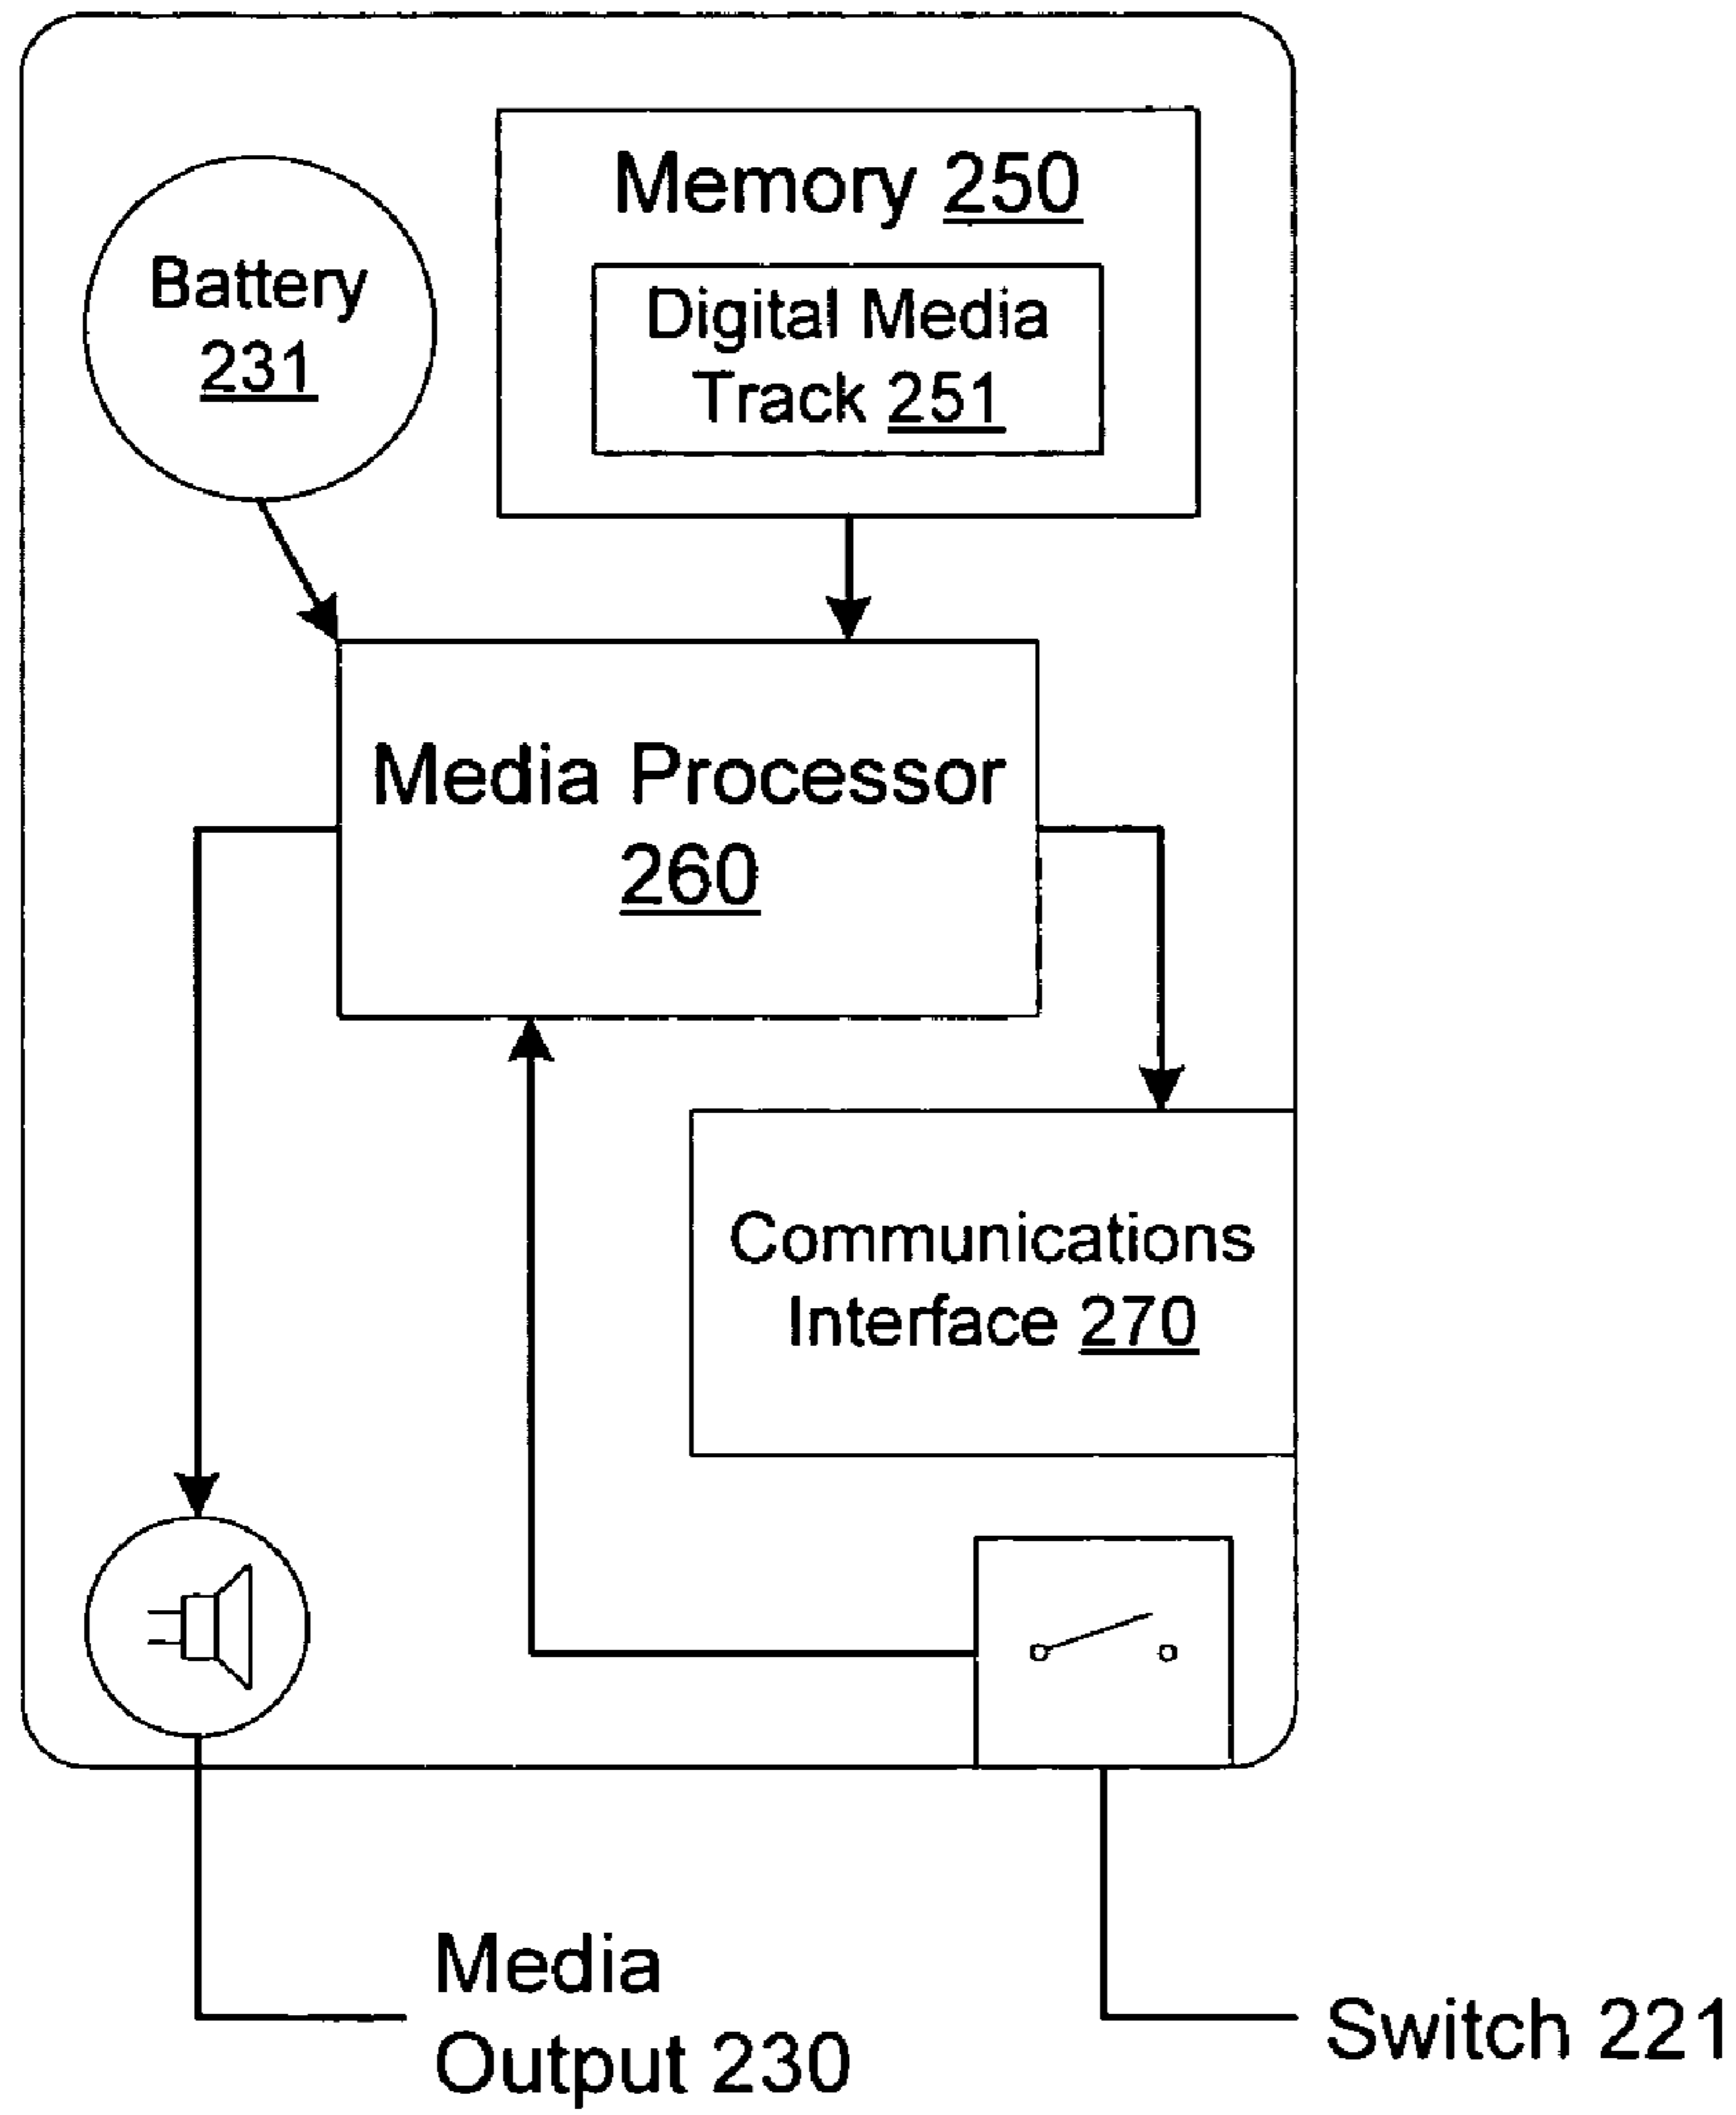 Memory 250
Battery
231
Digital Media
Track 251
Media Processor
260
Communications
Interface 270
Media
Output 230
Switch 221